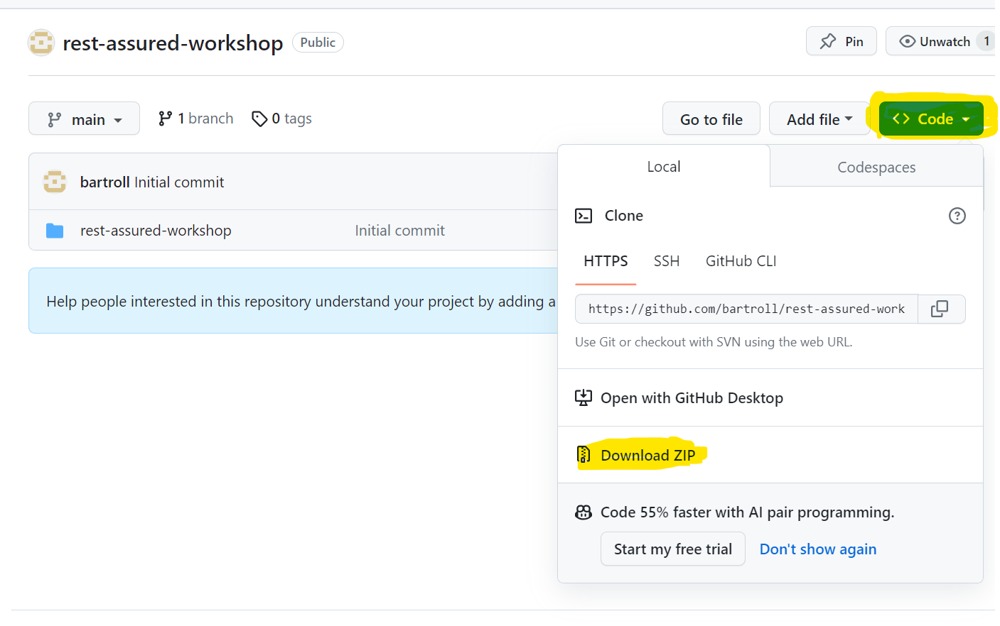 rest-assured-workshop Public Pin Unwatch 1
main 1 branch 0 tags Go to file Add file <> Code
bartroll Initial commit
rest-assured-workshop Initial commit
Help people interested in this repository understand your project by adding a
Local Codespaces
Clone
HTTPS SSH GitHub CLI
https://github.com/bartroll/rest-assured-work
Use Git or checkout with SVN using the web URL.
Open with GitHub Desktop
Download ZIP
Code 55% faster with AI pair programming.
Start my free trial Don't show again